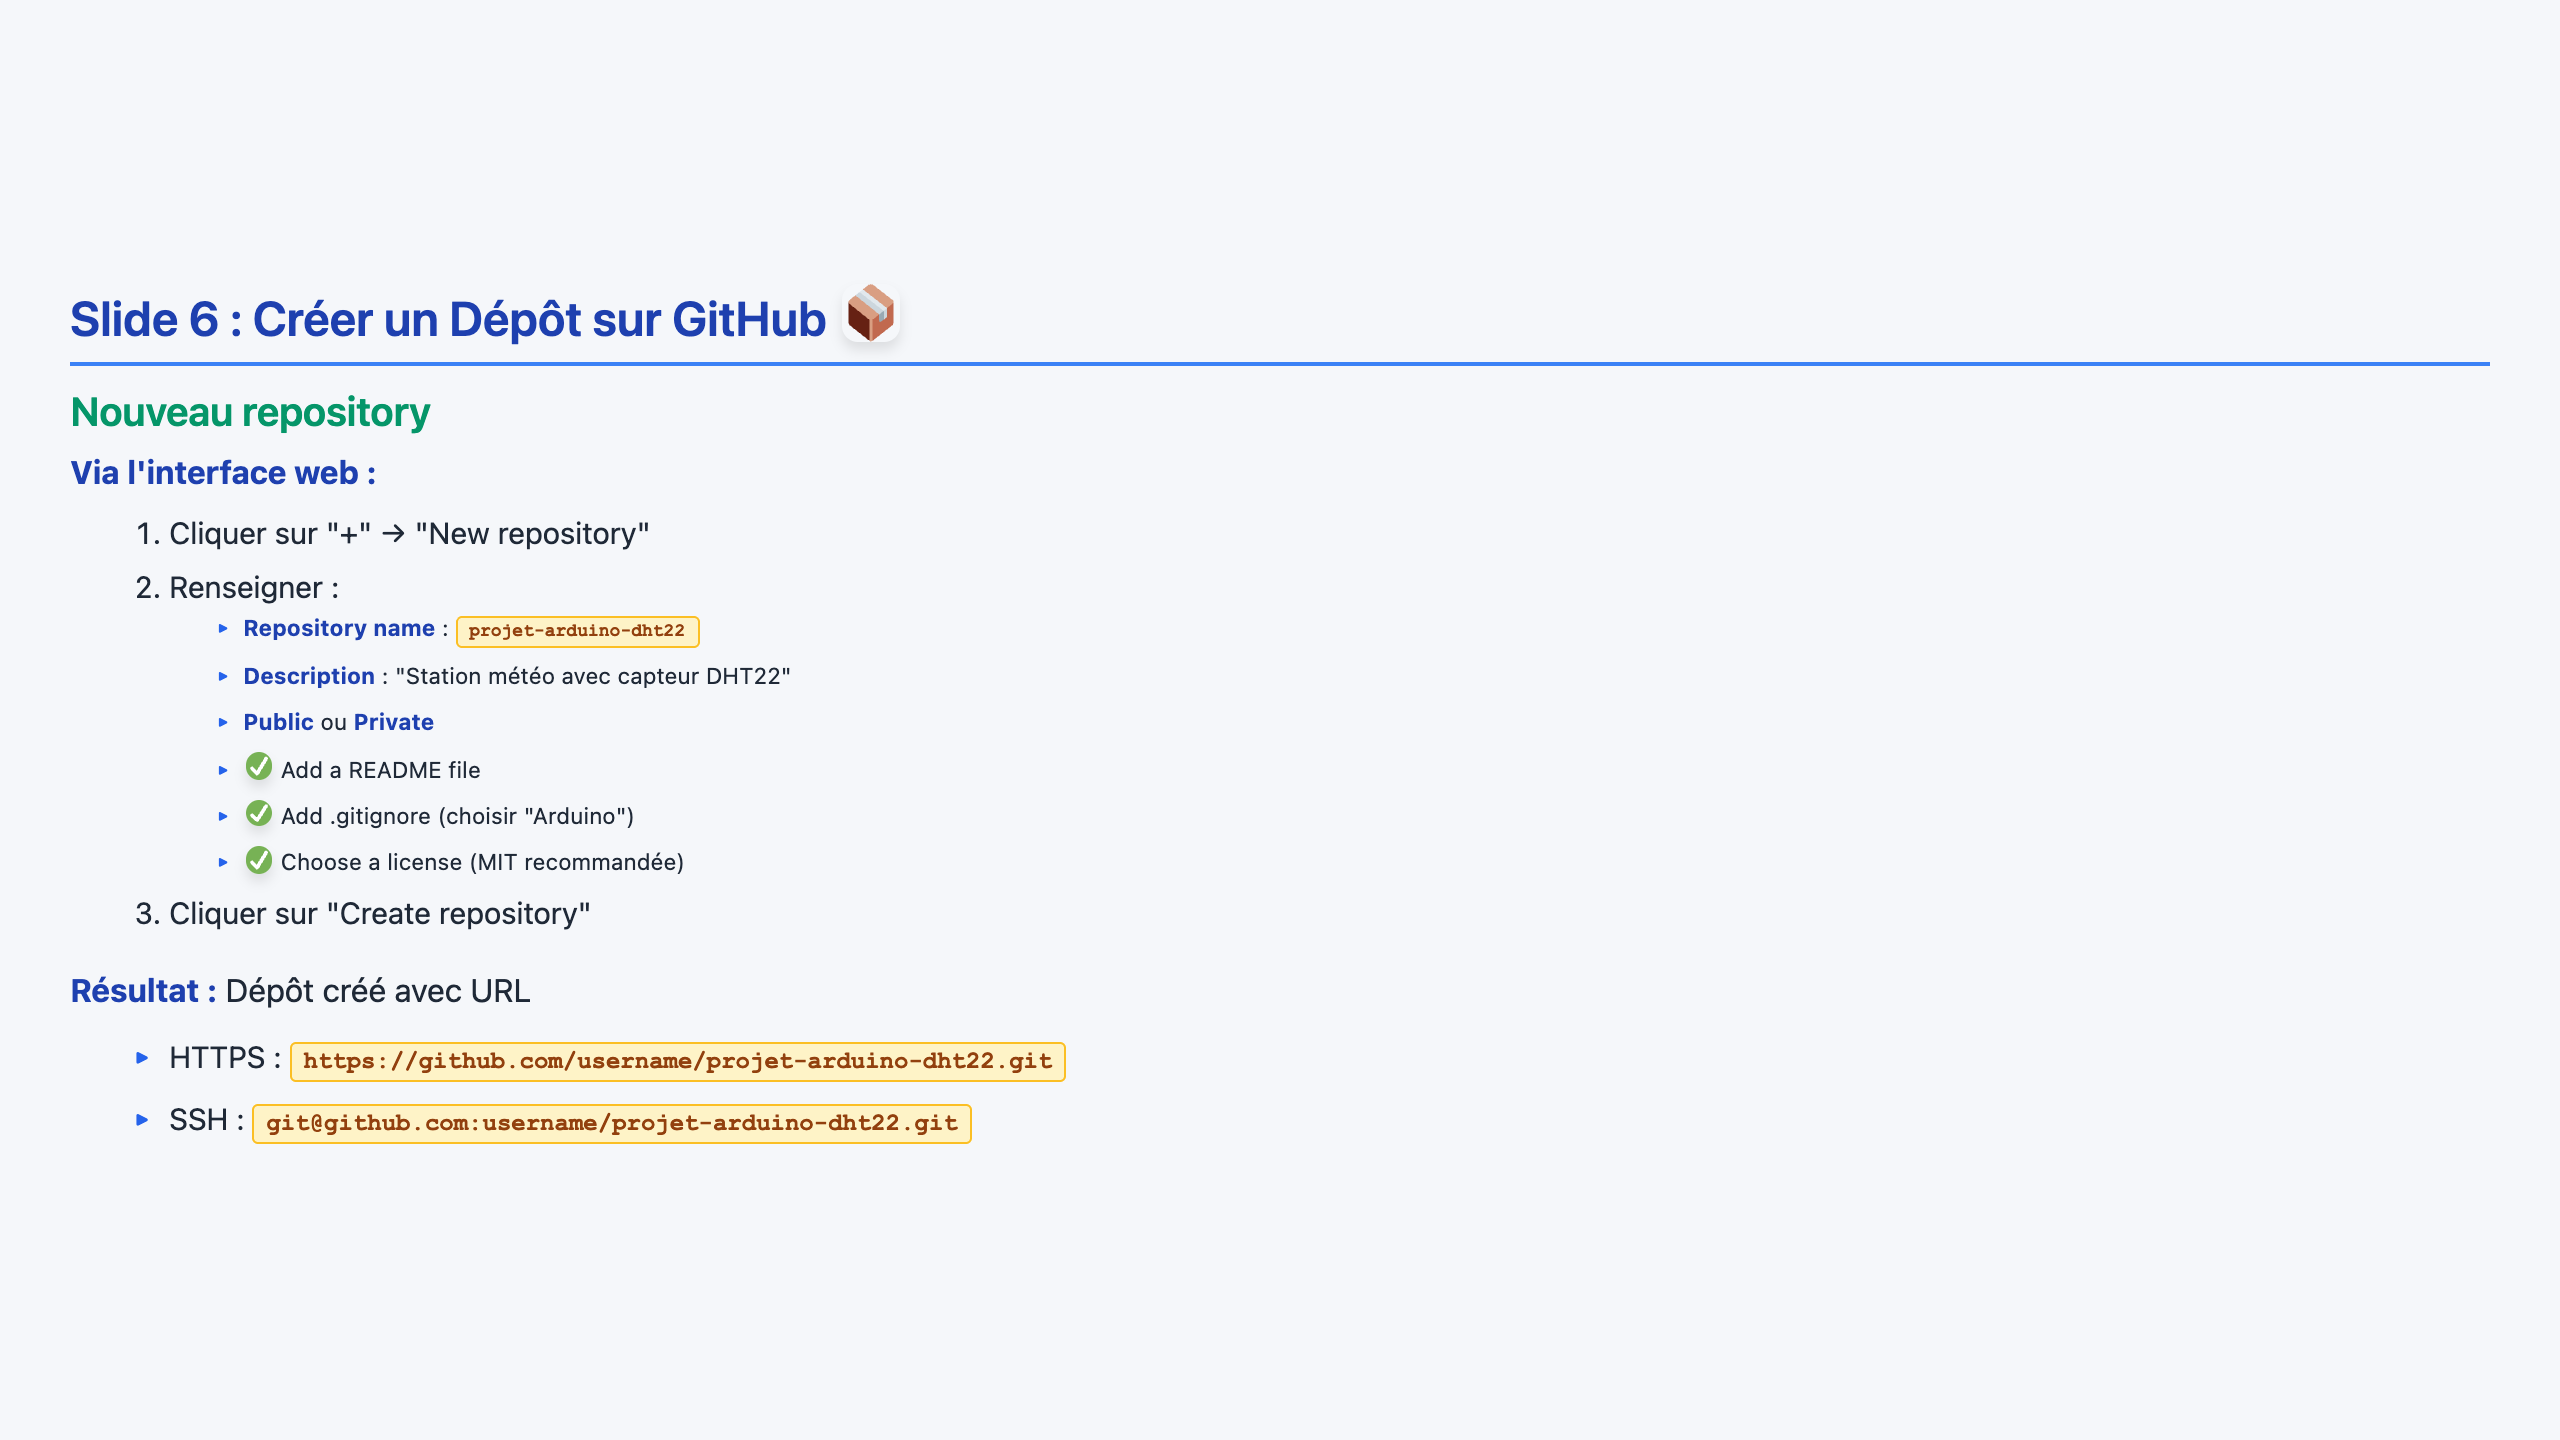 Slide 6 : Créer un Dépôt sur GitHub 📦
Nouveau repository
Via l'interface web :
1. Cliquer sur "+" → "New repository"
2. Renseigner :
▸ Repository name : projet-arduino-dht22
▸ Description : "Station météo avec capteur DHT22"
▸ Public ou Private
▸ ✅ Add a README file
▸ ✅ Add .gitignore (choisir "Arduino")
▸ ✅ Choose a license (MIT recommandée)
3. Cliquer sur "Create repository"
Résultat : Dépôt créé avec URL
▸ HTTPS : https://github.com/username/projet-arduino-dht22.git
▸ SSH : git@github.com:username/projet-arduino-dht22.git